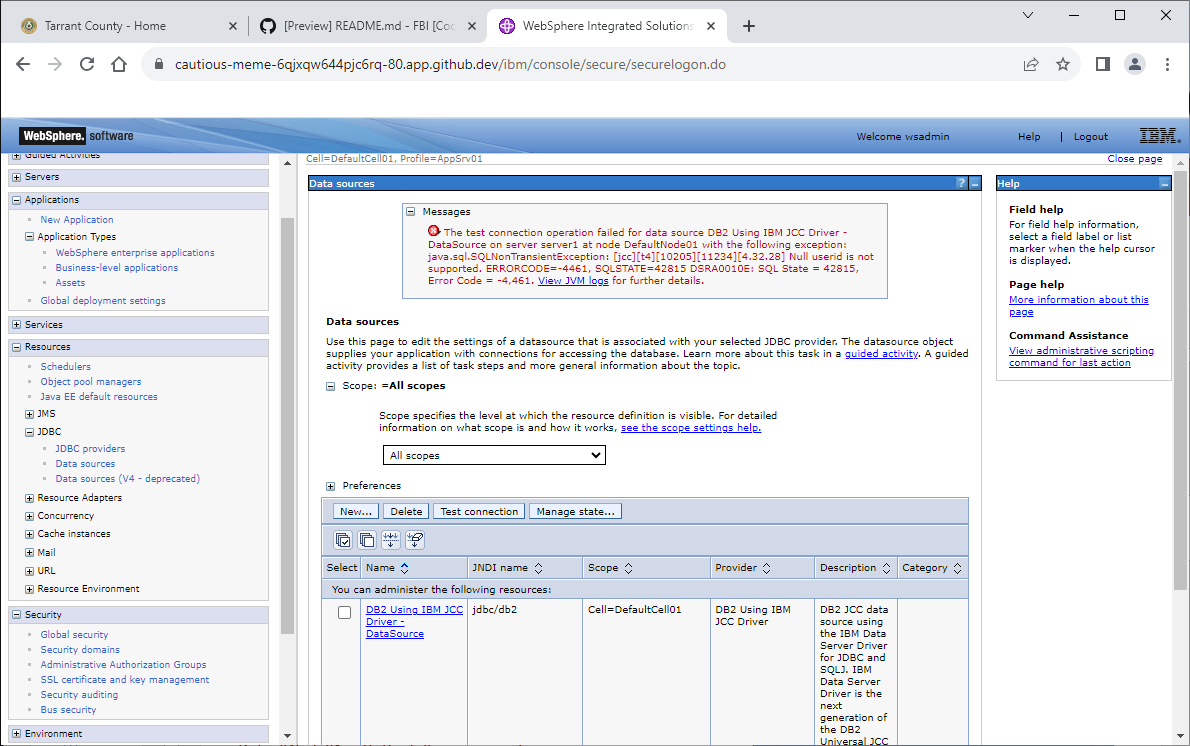 Tarrant County - Home
[Preview] README.md - FBI [Coc
WebSphere Integrated Solutions
cautious-meme-6qjxqw644pjc6rq-80.app.github.dev/ibm/console/secure/securelogon.do
WebSphere. software
Welcome wsadmin
Help | Logout
IBM.
Guided Activities
Servers
Applications
New Application
Application Types
WebSphere enterprise applications
Business-level applications
Assets
Global deployment settings
Services
Resources
Schedulers
Object pool managers
Java EE default resources
JMS
JDBC
JDBC providers
Data sources
Data sources (V4 - deprecated)
Resource Adapters
Concurrency
Cache instances
Mail
URL
Resource Environment
Security
Global security
Security domains
Administrative Authorization Groups
SSL certificate and key management
Security auditing
Bus security
Environment
Cell=DefaultCell01, Profile=AppSrv01
Close page
Data sources
?
Messages
The test connection operation failed for data source DB2 Using IBM JCC Driver -
DataSource on server server1 at node DefaultNode01 with the following exception:
java.sql.SQLNonTransientException: [jcc][t4][10205][11234][4.32.28] Null userid is not
supported. ERRORCODE=-4461, SQLSTATE=42815 DSRA0010E: SQL State = 42815,
Error Code = -4,461. View JVM logs for further details.
Data sources
Use this page to edit the settings of a datasource that is associated with your selected JDBC provider. The datasource object
supplies your application with connections for accessing the database. Learn more about this task in a guided activity. A guided
activity provides a list of task steps and more general information about the topic.
Scope: =All scopes
Scope specifies the level at which the resource definition is visible. For detailed
information on what scope is and how it works, see the scope settings help.
All scopes
Preferences
New... Delete Test connection Manage state...
Select Name JNDI name Scope Provider Description Category
You can administer the following resources:
DB2 Using IBM JCC
Driver -
DataSource
jdbc/db2
Cell=DefaultCell01
DB2 Using IBM
JCC Driver
DB2 JCC data
source using
the IBM Data
Server Driver
for JDBC and
SQLJ. IBM
Data Server
Driver is the
next
generation of
the DB2
Universal JCC
Help
Field help
For field help information,
select a field label or list
marker when the help cursor
is displayed.
Page help
More information about this
page
Command Assistance
View administrative scripting
command for last action